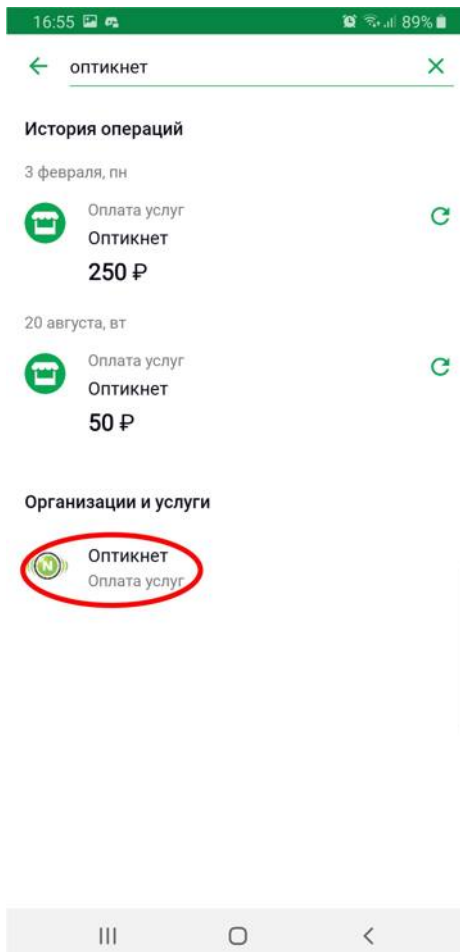 16:55 89%
оптикнет
История операций
3 февраля, пн
Оплата услуг
Оптикнет
250 ₽
20 августа, вт
Оплата услуг
Оптикнет
50 ₽
Организации и услуги
N
Оптикнет
Оплата услуг